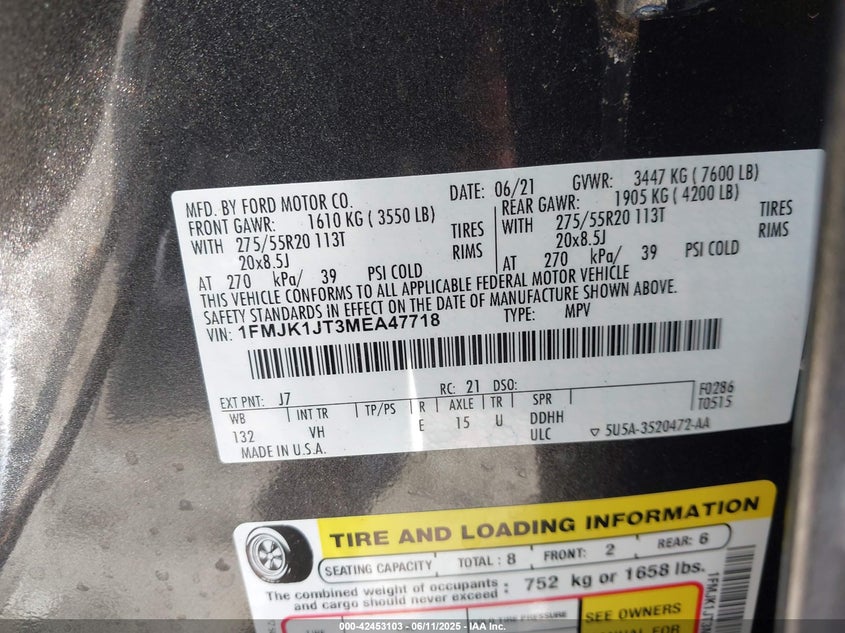 MFD. BY FORD MOTOR CO. DATE: 06/21 GVWR: 3447 KG ( 7600 LB)
FRONT GAWR: 1610 KG ( 3550 LB) REAR GAWR: 1905 KG ( 4200 LB)
WITH 275/55R20 113T TIRES WITH 275/55R20 113T TIRES
20x8.5J RIMS 20x8.5J RIMS
AT 270 kPa/ 39 PSI COLD AT 270 kPa/ 39 PSI COLD
THIS VEHICLE CONFORMS TO ALL APPLICABLE FEDERAL MOTOR VEHICLE
SAFETY STANDARDS IN EFFECT ON THE DATE OF MANUFACTURE SHOWN ABOVE.
VIN: 1FMJK1JT3MEA47718 TYPE: MPV
EXT PNT: J7 RC: 21 DSO: F0286
WB INT TR TP/PS R AXLE TR SPR T0515
132 VH E 15 U DDHH
ULC ▽ 5U5A-3520472-AA
MADE IN U.S.A.
TIRE AND LOADING INFORMATION
SEATING CAPACITY TOTAL : 8 FRONT: 2 REAR: 6
The combined weight of occupants and cargo should never exceed : 752 kg or 1658 lbs.
SEE OWNERS
MANUAL FOR
000-42453103 - 06/11/2025 - IAA Inc.